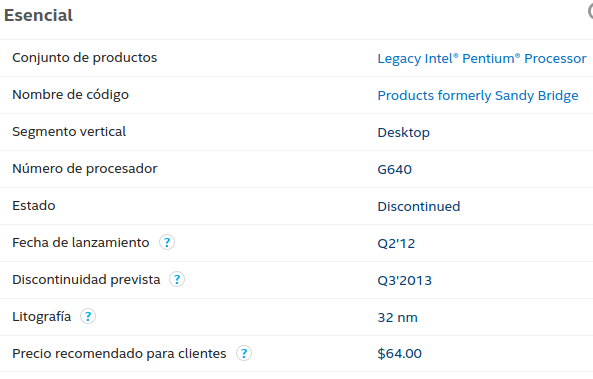 Esencial
Conjunto de productos Legacy Intel® Pentium® Processor
Nombre de código Products formerly Sandy Bridge
Segmento vertical Desktop
Número de procesador G640
Estado Discontinued
Fecha de lanzamiento ? Q2'12
Discontinuidad prevista ? Q3'2013
Litografía ? 32 nm
Precio recomendado para clientes ? $64.00